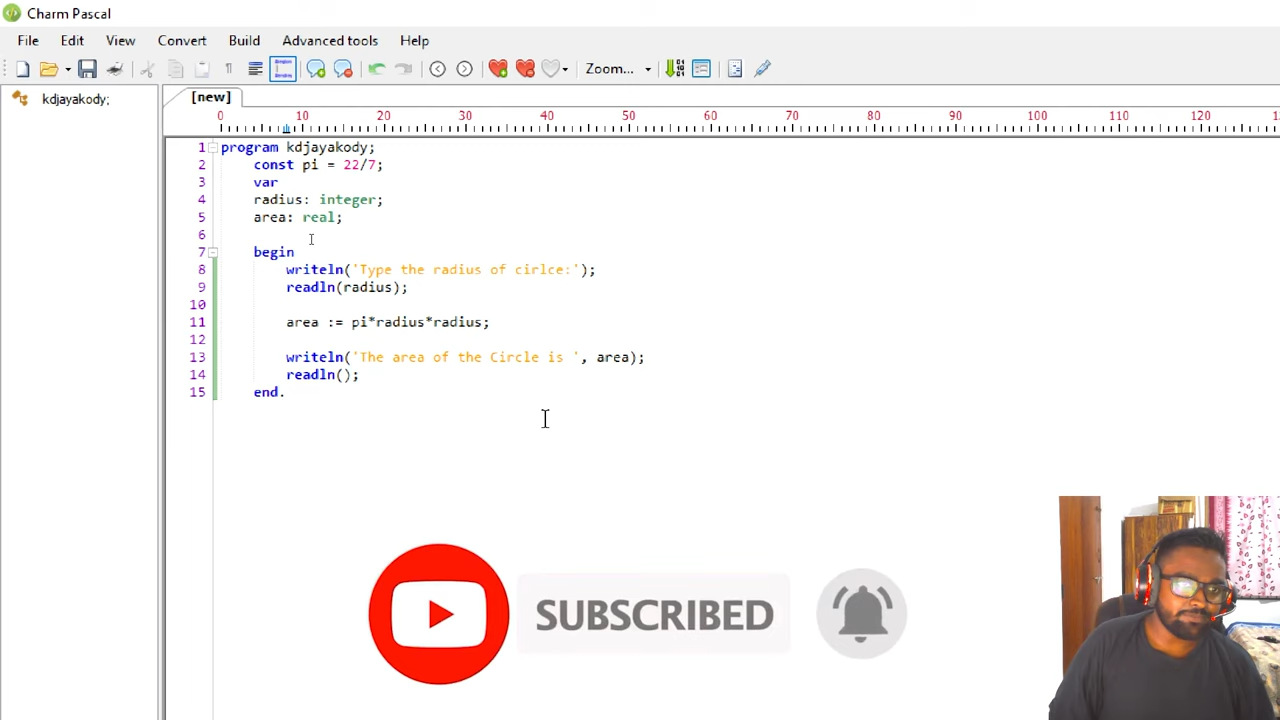 Charm Pascal
File Edit View Convert Build Advanced tools Help
Zoom...
kdjayakody;
[new]
0 10 20 30 40 50 60 70 80 90 100 110 120
1 program kdjayakody;
2 const pi = 22/7;
3 var
4 radius: integer;
5 area: real;
6
7 begin
8 writeln('Type the radius of cirlce:');
9 readln(radius);
10
11 area := pi*radius*radius;
12
13 writeln('The area of the Circle is ', area);
14 readln();
15 end.
SUBSCRIBED